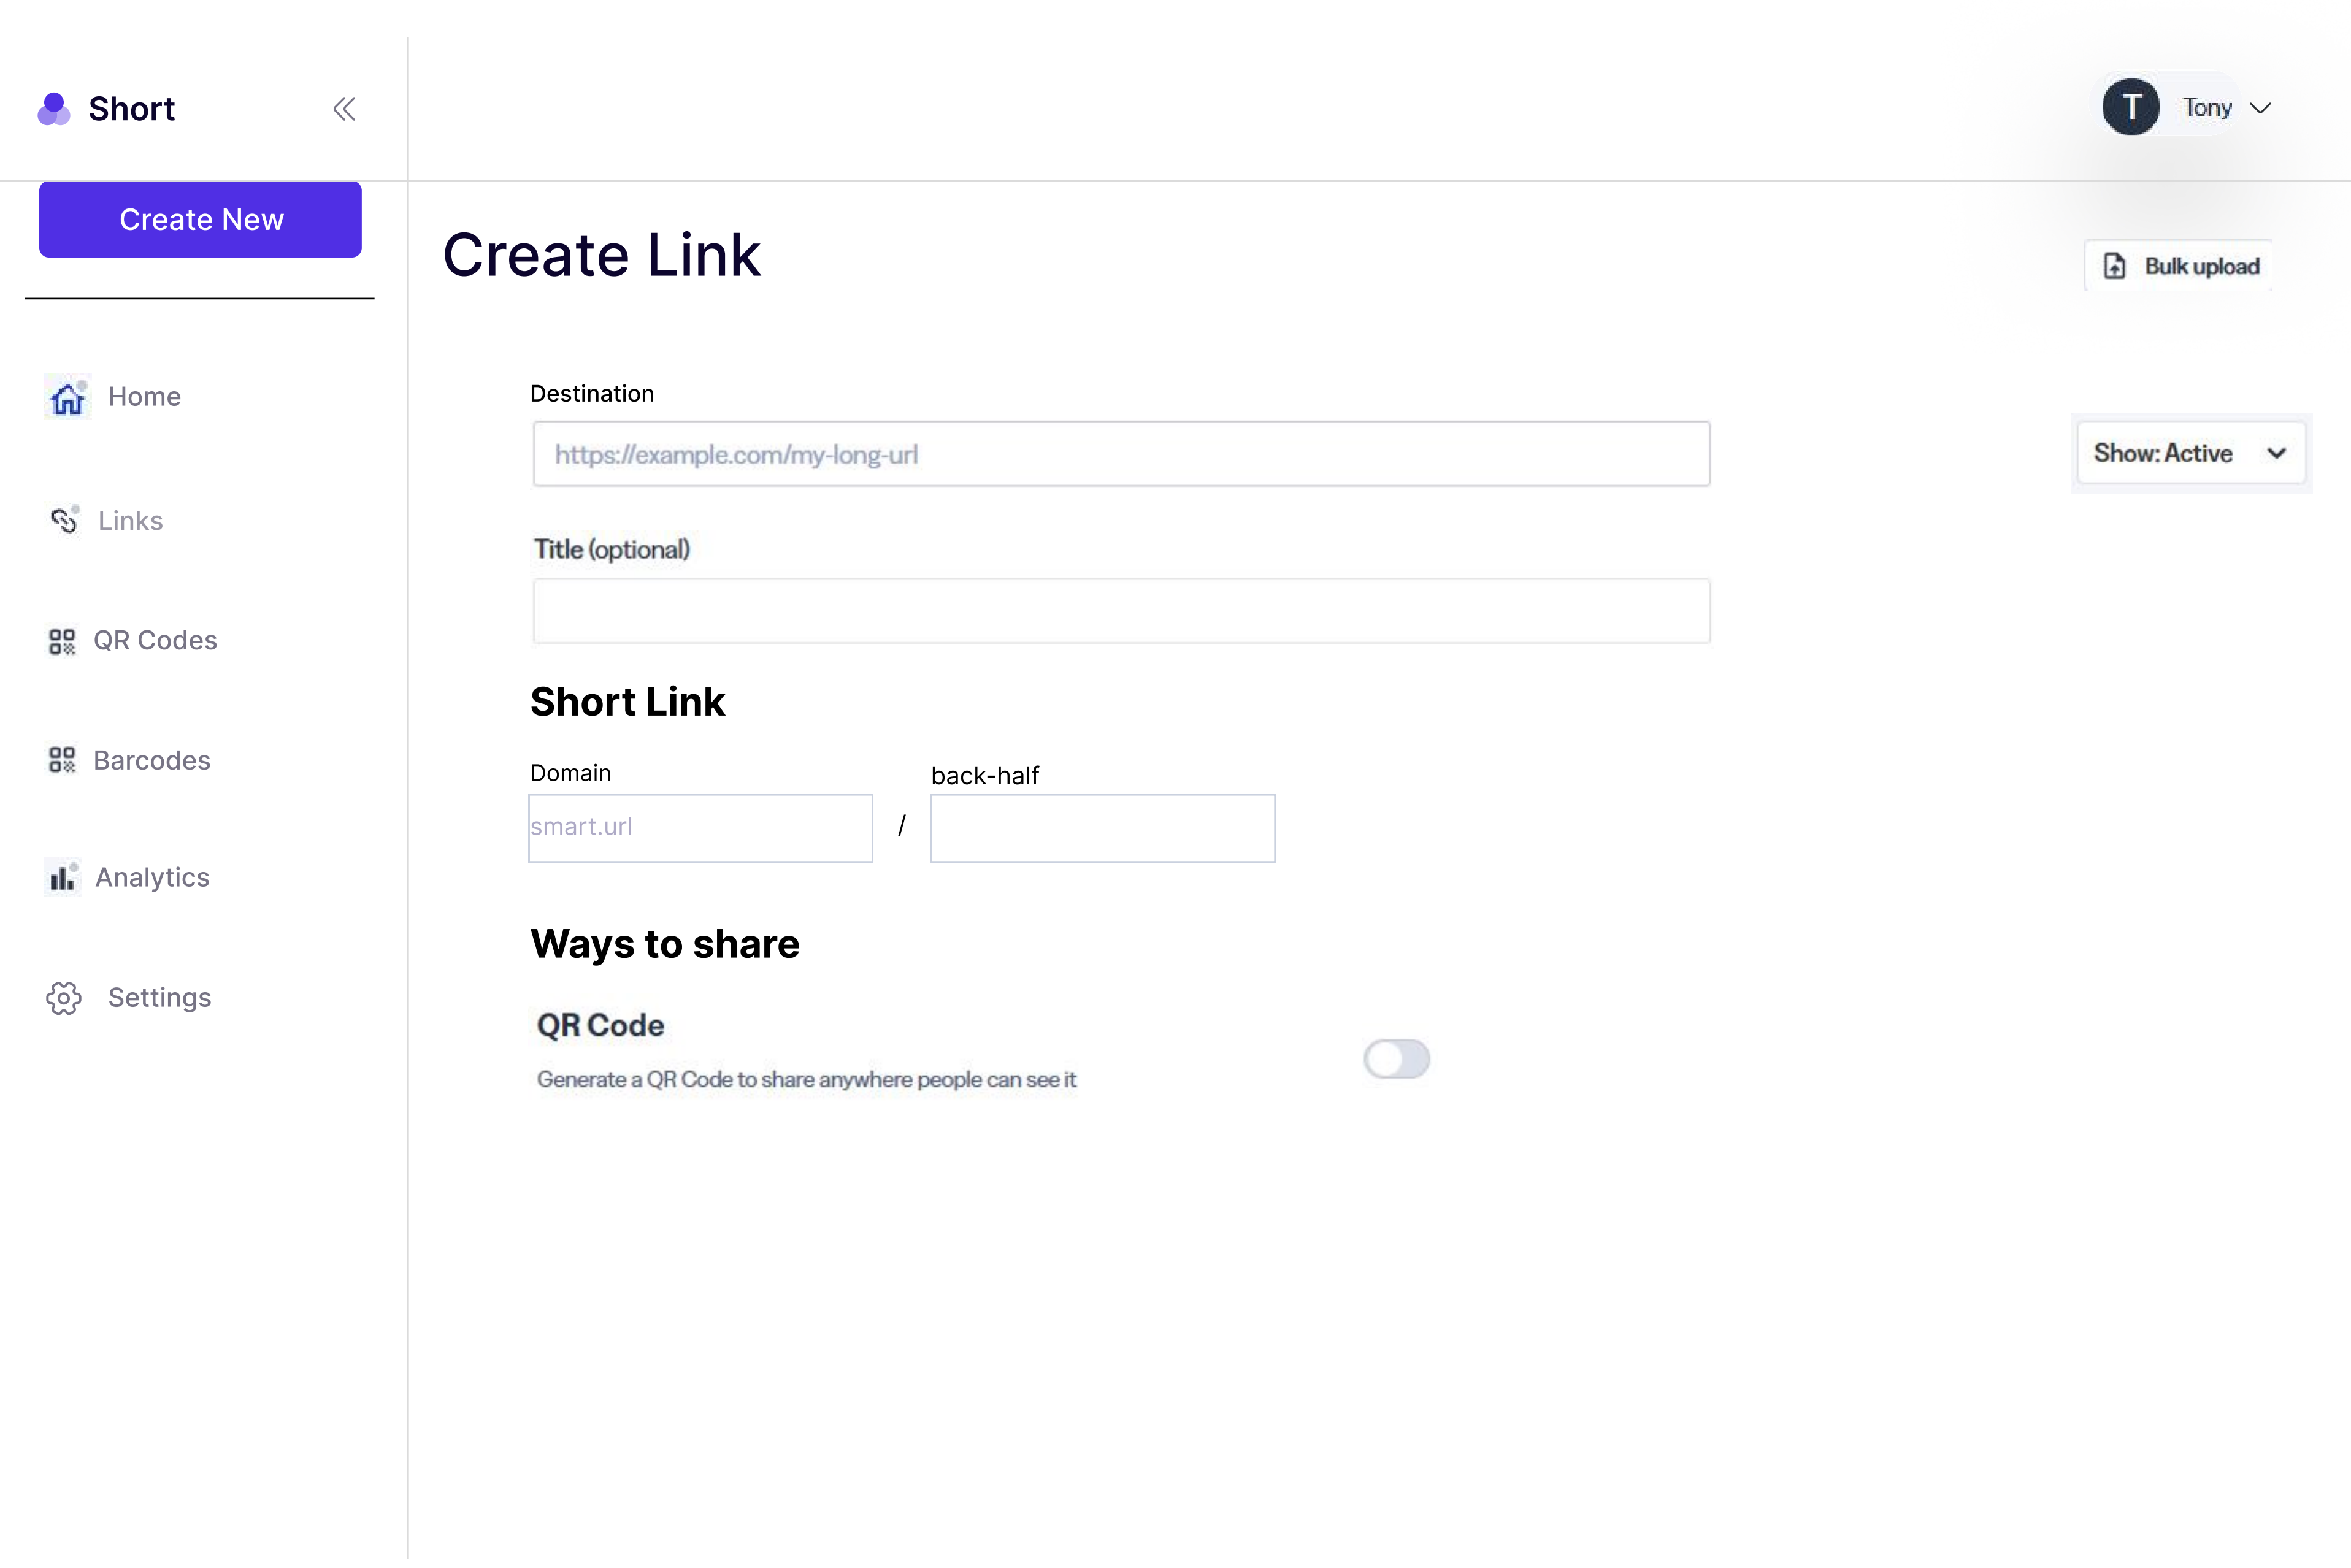 Short
T Tony
Create New
Create Link
Bulk upload
Home
Links
QR Codes
Barcodes
Analytics
Settings
Destination
https://example.com/my-long-url
Show: Active
Title (optional)
Short Link
Domain
back-half
smart.url
/
Ways to share
QR Code
Generate a QR Code to share anywhere people can see it